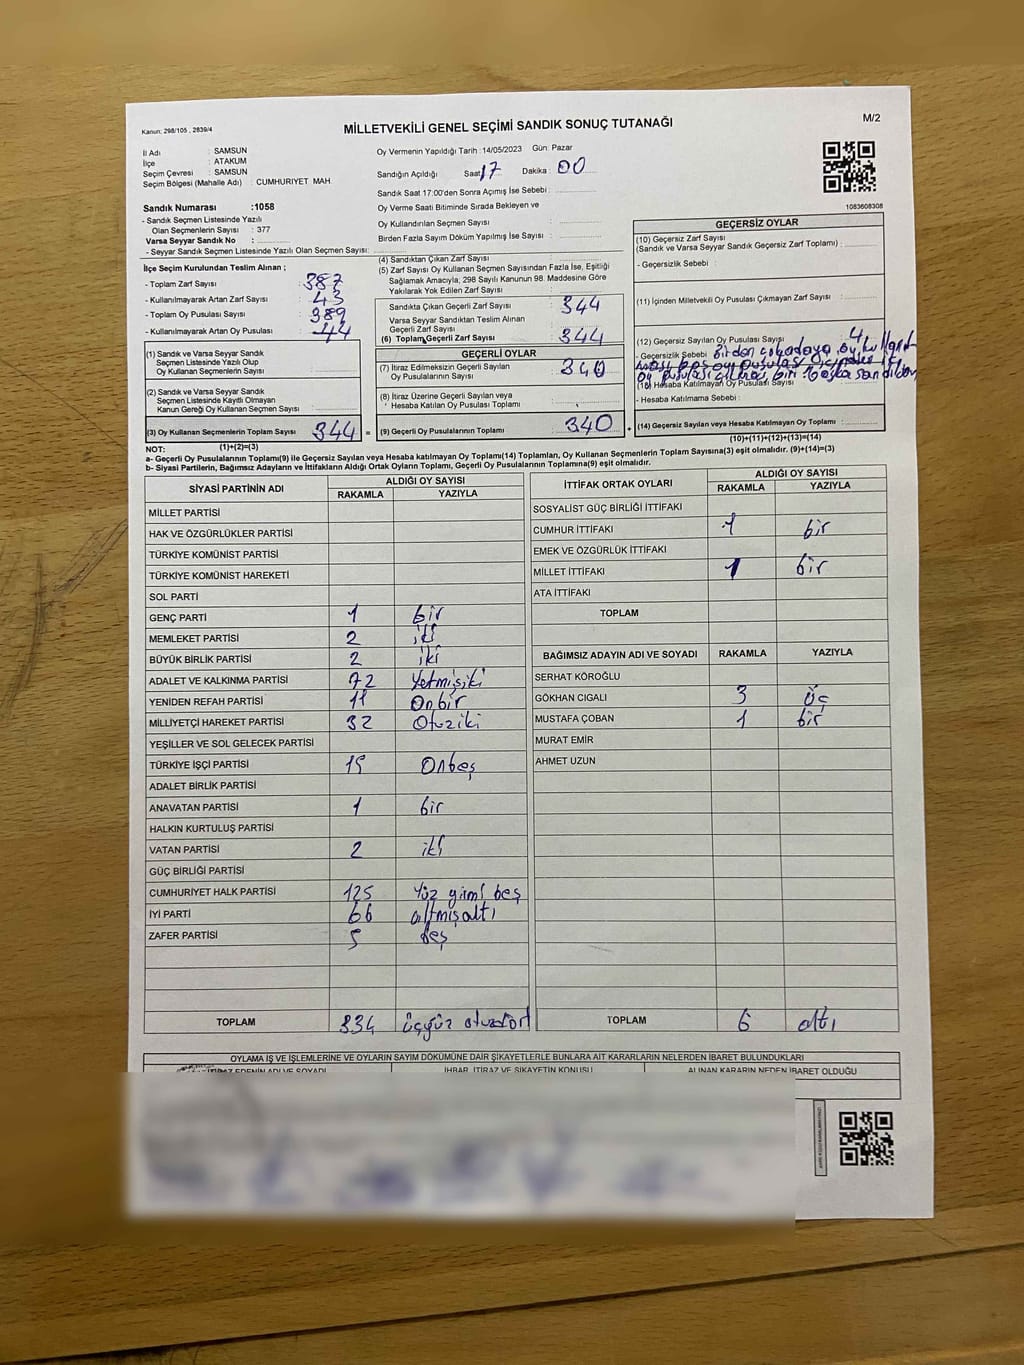 Kanun: 298/105 , 2839/4
MİLLETVEKİLİ GENEL SEÇİMİ SANDIK SONUÇ TUTANAĞI
M/2
İl Adı : SAMSUN
İlçe : ATAKUM
Seçim Çevresi : SAMSUN
Seçim Bölgesi (Mahalle Adı) : CUMHURIYET MAH.
Oy Vermenin Yapıldığı Tarih :14/05/2023 Gün: Pazar
Sandığın Açıldığı Saat 17 Dakika : 00
Sandık Saat 17:00'den Sonra Açımış İse Sebebi :
Oy Verme Saati Bitiminde Sırada Bekleyen ve
Oy Kullandırılan Seçmen Sayısı :
Birden Fazla Sayım Döküm Yapılmış İse Sayısı :
1083608308
Sandık Numarası :1058
- Sandık Seçmen Listesinde Yazılı
Olan Seçmenlerin Sayısı : 377
Varsa Seyyar Sandık No :
- Seyyar Sandık Seçmen Listesinde Yazılı Olan Seçmen Sayısı:
İlçe Seçim Kurulundan Teslim Alınan ;
- Toplam Zarf Sayısı : 387
- Kullanılmayarak Artan Zarf Sayısı : 43
- Toplam Oy Pusulası Sayısı : 389
- Kullanılmayarak Artan Oy Pusulası : 44
(1) Sandık ve Varsa Seyyar Sandık
Seçmen Listesinde Yazılı Olup
Oy Kullanan Seçmenlerin Sayısı :
(2) Sandık ve Varsa Seyyar Sandık
Seçmen Listesinde Kayıtlı Olmayan
Kanun Gereği Oy Kullanan Seçmen Sayısı :
(3) Oy Kullanan Seçmenlerin Toplam Sayısı : 344 =
(4) Sandıktan Çıkan Zarf Sayısı :
(5) Zarf Sayısı Oy Kullanan Seçmen Sayısından Fazla İse, Eşitliği
Sağlamak Amacıyla; 298 Sayılı Kanunun 98. Maddesine Göre
Yakılarak Yok Edilen Zarf Sayısı :
Sandıkta Çıkan Geçerli Zarf Sayısı : 344
Varsa Seyyar Sandıktan Teslim Alınan
Geçerli Zarf Sayısı :
(6) Toplam Geçerli Zarf Sayısı : 344
GEÇERLİ OYLAR
(7) İtiraz Edilmeksizin Geçerli Sayılan
Oy Pusulalarının Sayısı : 340
(8) İtiraz Üzerine Geçerli Sayılan veya
Hesaba Katılan Oy Pusulası Toplamı :
(9) Geçerli Oy Pusulalarının Toplamı : 340 +
GEÇERSİZ OYLAR
(10) Geçersiz Zarf Sayısı
(Sandık ve Varsa Seyyar Sandık Geçersiz Zarf Toplamı) :
- Geçersizlik Sebebi :
(11) İçinden Milletvekili Oy Pusulası Çıkmayan Zarf Sayısı :
(12) Geçersiz Sayılan Oy Pusulası Sayısı : 4
- Geçersizlik Sebebi Birden çok adaya oy kullanıl
ması boş oy pusulası
oy pusulası çıkması, biri başka sandıktan
(13) Hesaba Katılmayan Oy Pusulası Sayısı :
- Hesaba Katılmama Sebebi :
(14) Geçersiz Sayılan veya Hesaba Katılmayan Oy Toplamı :
NOT: (1)+(2)=(3)
(10)+(11)+(12)+(13)=(14)
a- Geçerli Oy Pusulasının Toplamı(9) ile Geçersiz Sayılan veya Hesaba Katılmayan oy Toplamı(14) Toplamları, Oy Kullanan Seçmenlerin Toplam Sayısına(3) eşit olmalıdır. (9)+(14)=(3)
b- Siyasi Partilerin, Bağımsız Adayların ve İttifakların Aldığı Ortak Oyların Toplamı, Geçerli Oy Pusulalarının Toplamına(9) eşit olmalıdır.
SİYASİ PARTİNİN ADI
ALDIĞI OY SAYISI
RAKAMLA YAZIYLA
MİLLET PARTİSİ
HAK VE ÖZGÜRLÜKLER PARTİSİ
TÜRKİYE KOMÜNİST PARTİSİ
TÜRKİYE KOMÜNİST HAREKETİ
SOL PARTİ
GENÇ PARTİ 1 bir
MEMLEKET PARTİSİ 2 iki
BÜYÜK BİRLİK PARTİSİ 2 iki
ADALET VE KALKINMA PARTİSİ 72 Yetmişiki
YENİDEN REFAH PARTİSİ 11 Onbir
MİLLİYETÇİ HAREKET PARTİSİ 32 Otuziki
YEŞİLLER VE SOL GELECEK PARTİSİ
TÜRKİYE İŞÇİ PARTİSİ 15 Onbeş
ADALET BİRLİK PARTİSİ
ANAVATAN PARTİSİ 1 bir
HALKIN KURTULUŞ PARTİSİ
VATAN PARTİSİ 2 iki
GÜÇ BİRLİĞİ PARTİSİ
CUMHURİYET HALK PARTİSİ 125 Yüz yirmi beş
İYİ PARTİ 66 altmışaltı
ZAFER PARTİSİ 5 beş
TOPLAM 334 üçyüz otuzdört
İTTİFAK ORTAK OYLARI
ALDIĞI OY SAYISI
RAKAMLA YAZIYLA
SOSYALİST GÜÇ BİRLİĞİ İTTİFAKI
CUMHUR İTTİFAKI 1 bir
EMEK VE ÖZGÜRLÜK İTTİFAKI
MİLLET İTTİFAKI 1 bir
ATA İTTİFAKI
TOPLAM
BAĞIMSIZ ADAYIN ADI VE SOYADI RAKAMLA YAZIYLA
SERHAT KÖROĞLU
GÖKHAN CIGALI 3 üç
MUSTAFA ÇOBAN 1 bir
MURAT EMİR
AHMET UZUN
TOPLAM 6 altı
OYLAMA İŞ VE İŞLEMLERİNE VE OYLARIN SAYIM DÖKÜMÜNE DAİR ŞİKAYETLERLE BUNLARA AİT KARARLARIN NELERDEN İBARET BULUNDUKLARI
İTİRAZ EDENİN ADI VE SOYADI İHBAR, İTİRAZ VE ŞİKAYETİN KONUSU ALINAN KARARIN NEDEN İBARET OLDUĞU